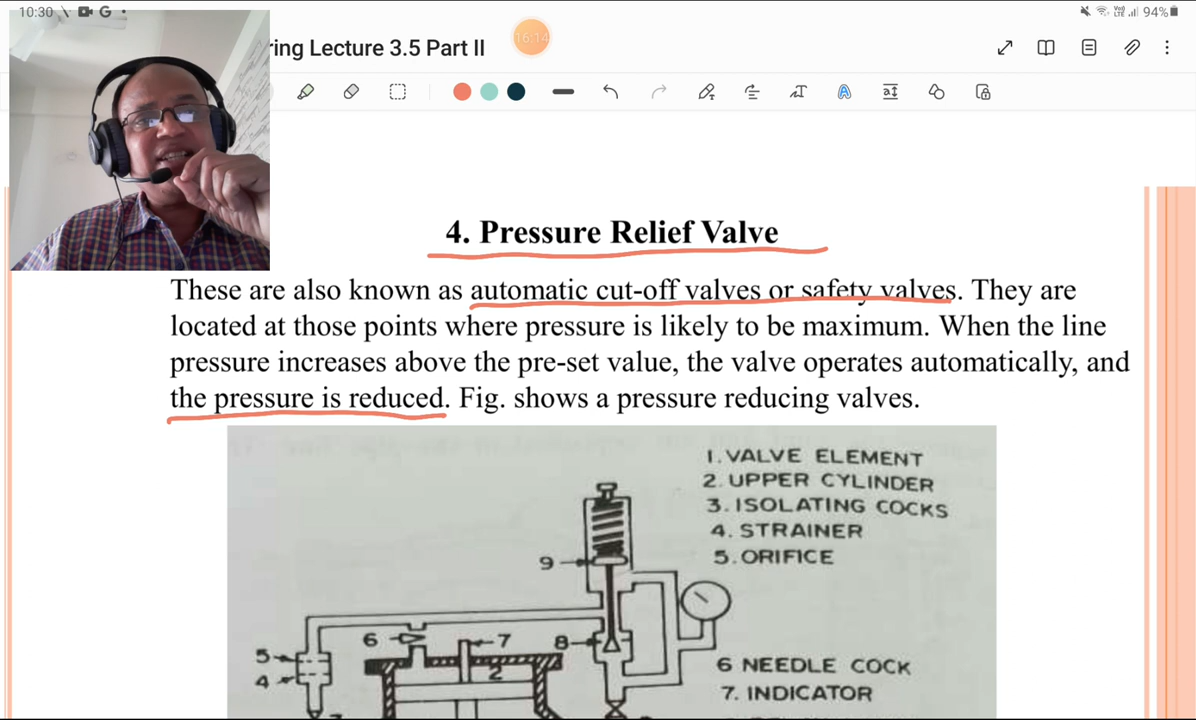 10:30 G
94%
ring Lecture 3.5 Part II
16:14
4. Pressure Relief Valve
These are also known as automatic cut-off valves or safety valves. They are
located at those points where pressure is likely to be maximum. When the line
pressure increases above the pre-set value, the valve operates automatically, and
the pressure is reduced. Fig. shows a pressure reducing valves.
1. VALVE ELEMENT
2. UPPER CYLINDER
3. ISOLATING COCKS
4. STRAINER
5. ORIFICE
9
6
7
8
5
4
2
6 NEEDLE COCK
7. INDICATOR